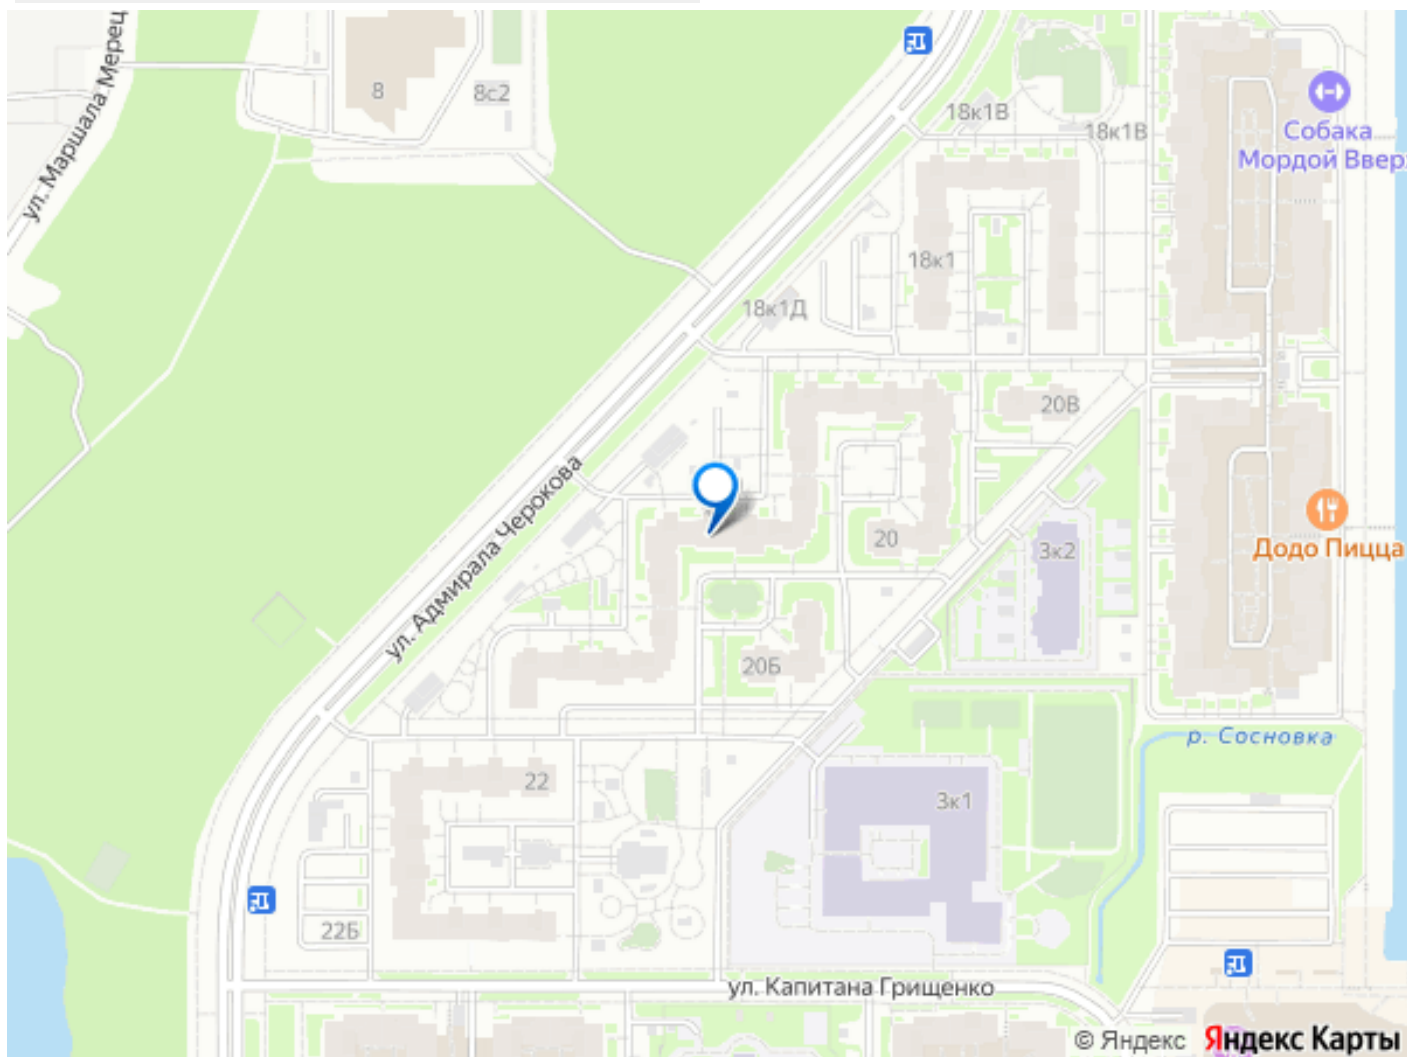 ул. Маршала Мерец
8
8с2
18к1В
18к1В
Собака
Мордой Ввер
18к1
18к1Д
20В
ул. Адмирала Черокова
20
3к2
Додо Пицца
20Б
р. Сосновка
22
3к1
22Б
ул. Капитана Грищенко
© Яндекс Яндекс Карты